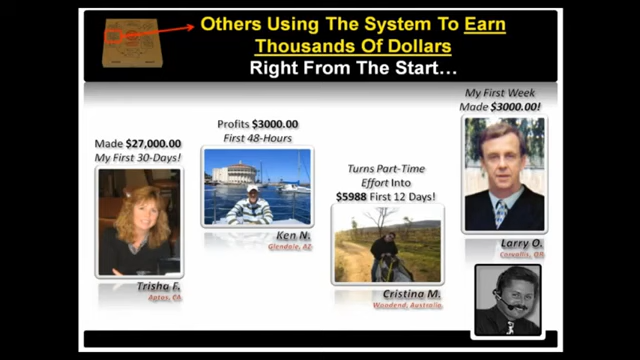 Others Using The System To Earn
Thousands Of Dollars
Right From The Start...
Made $27,000.00
My First 30-Days!
Trisha F.
Aptos, CA
Profits $3000.00
First 48-Hours
Ken N.
Glendale, AZ
Turns Part-Time
Effort Into
$5988 First 12 Days!
Cristina M.
Woodend, Australia
My First Week
Made $3000.00!
Larry O.
Corvallis, OR